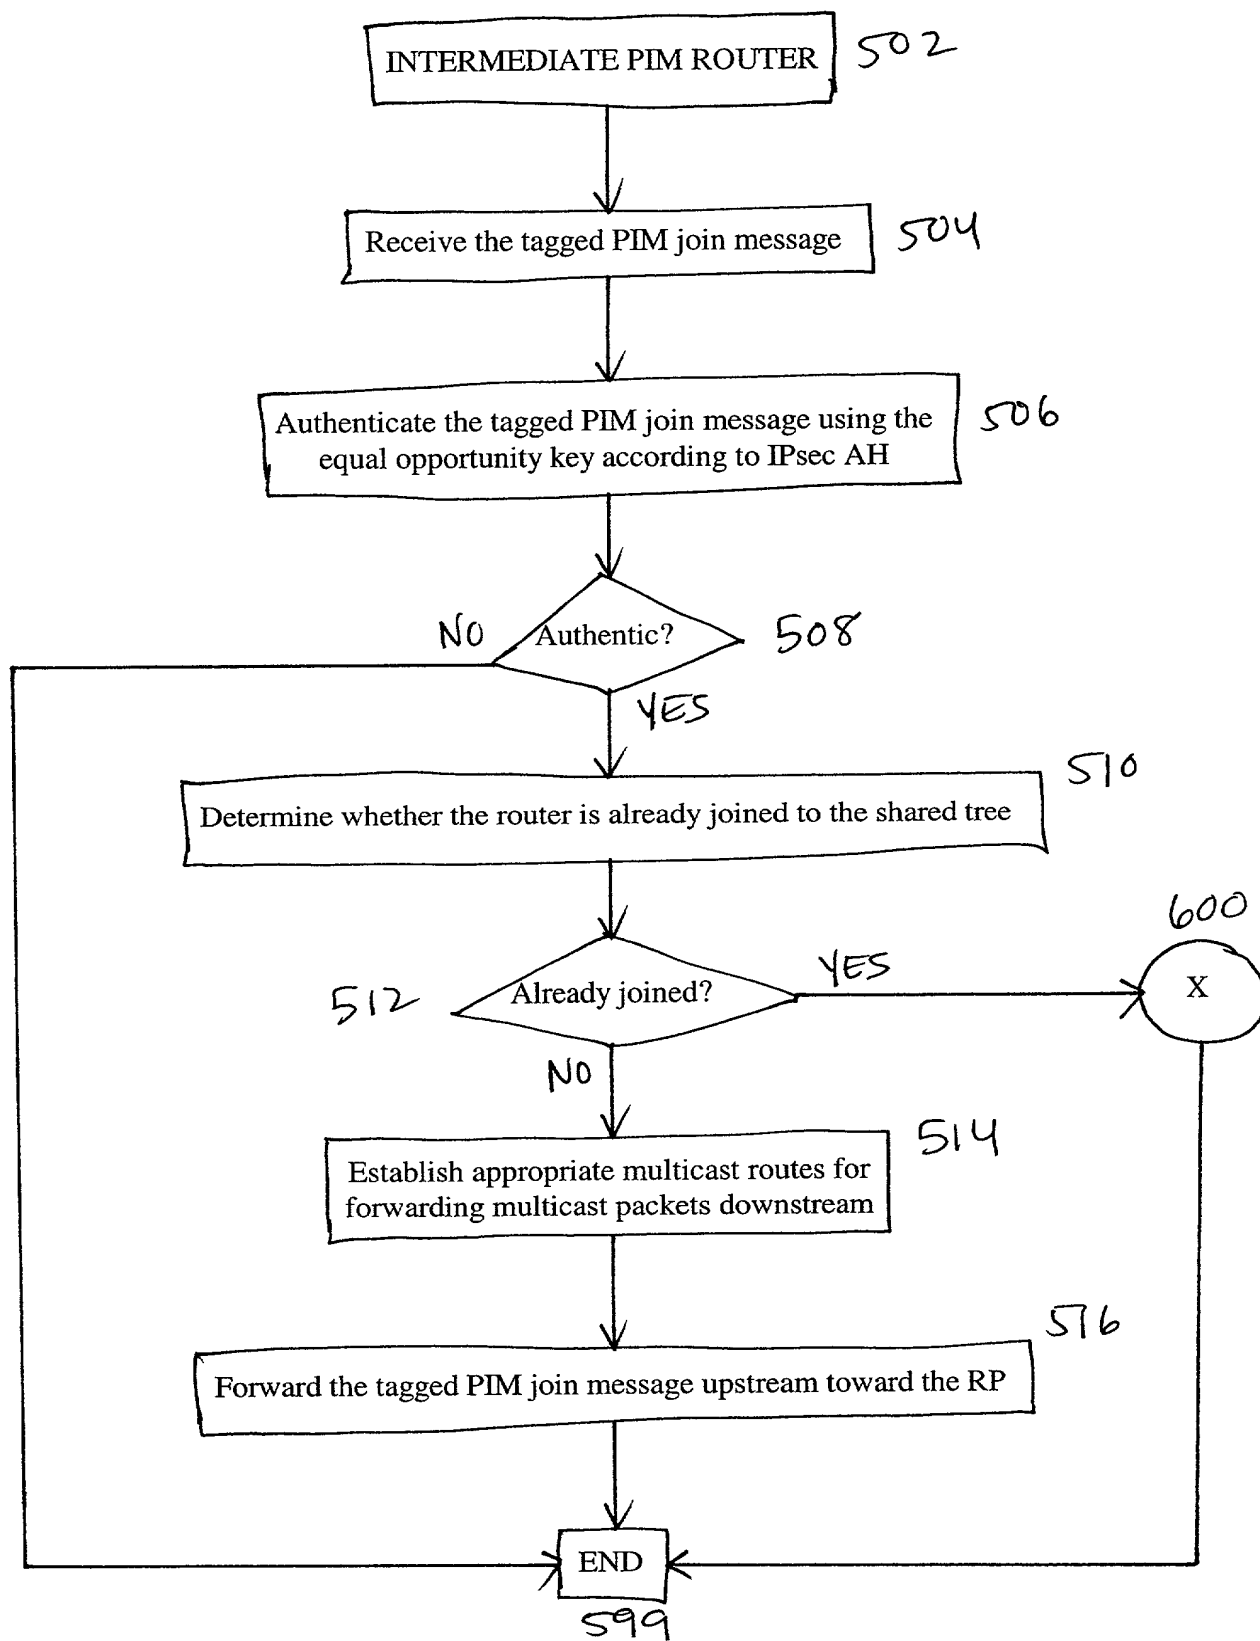 INTERMEDIATE PIM ROUTER 502
Receive the tagged PIM join message 504
Authenticate the tagged PIM join message using the
equal opportunity key according to IPsec AH
506
NO Authentic? 508
YES
510
Determine whether the router is already joined to the shared tree
600
512 Already joined? YES X
NO
514
Establish appropriate multicast routes for
forwarding multicast packets downstream
516
Forward the tagged PIM join message upstream toward the RP
END
599